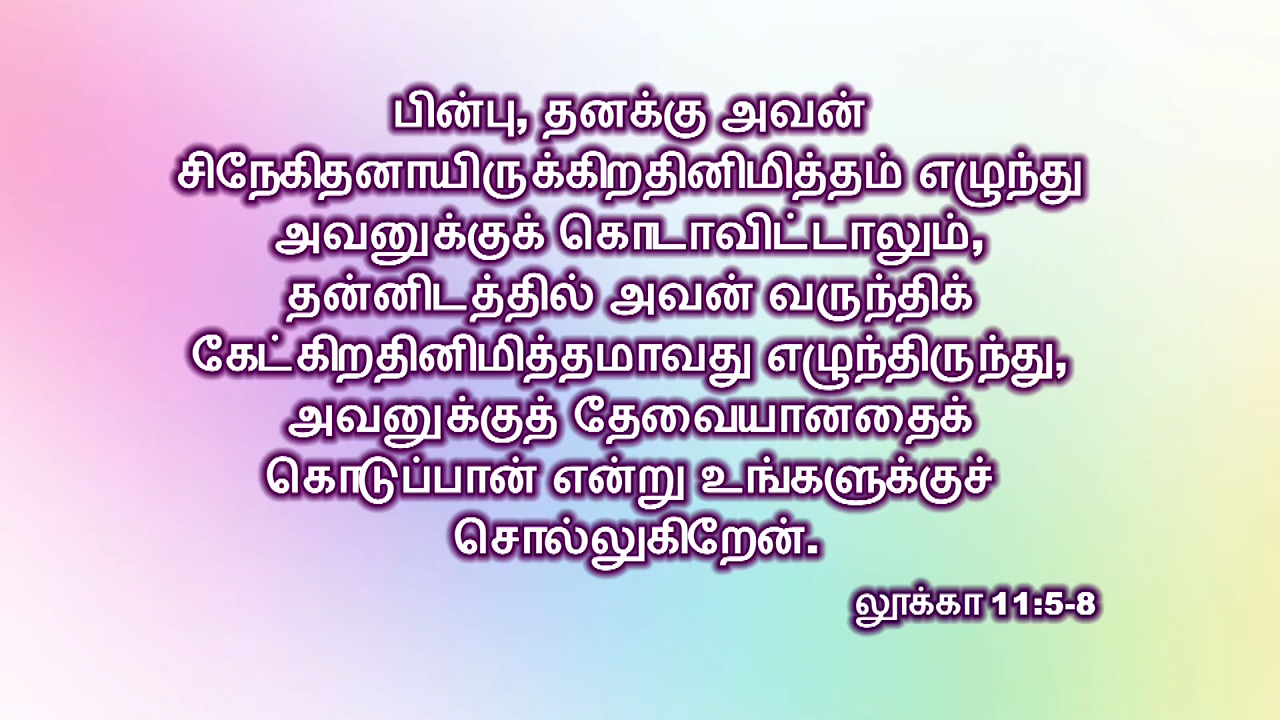 பின்பு, தனக்கு அவன்
சிநேகிதனாயிருக்கிறதினிமித்தம் எழுந்து
அவனுக்குக் கொடாவிட்டாலும்,
தன்னிடத்தில் அவன் வருந்திக்
கேட்கிறதினிமித்தமாவது எழுந்திருந்து,
அவனுக்குத் தேவையானதைக்
கொடுப்பான் என்று உங்களுக்குச்
சொல்லுகிறேன்.
லூக்கா 11:5-8